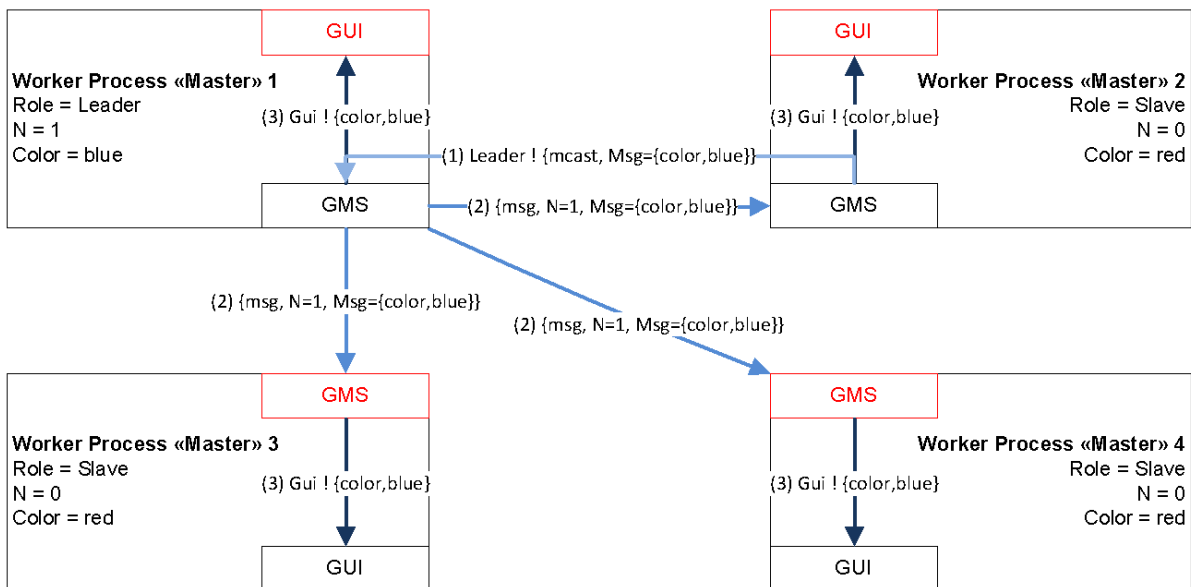 GUI
GUI
Worker Process «Master» 1
Role = Leader
N = 1
Color = blue
Worker Process «Master» 2
Role = Slave
N = 0
Color = red
(3) Gui ! {color,blue}
(3) Gui ! {color,blue}
(1) Leader ! {mcast, Msg={color,blue}}
GMS
(2) {msg, N=1, Msg={color,blue}}
GMS
(2) {msg, N=1, Msg={color,blue}}
(2) {msg, N=1, Msg={color,blue}}
GMS
GMS
Worker Process «Master» 3
Role = Slave
N = 0
Color = red
Worker Process «Master» 4
Role = Slave
N = 0
Color = red
(3) Gui ! {color,blue}
(3) Gui ! {color,blue}
GUI
GUI